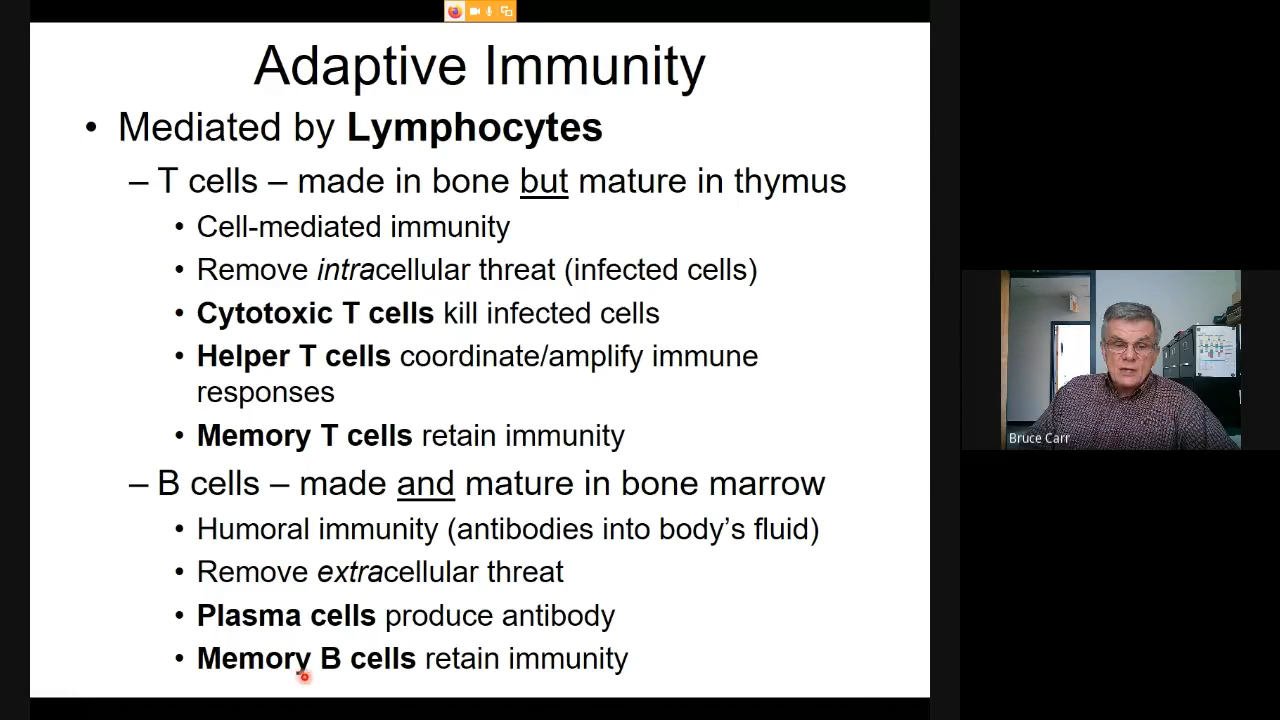 Adaptive Immunity
• Mediated by Lymphocytes
– T cells – made in bone but mature in thymus
• Cell-mediated immunity
• Remove intracellular threat (infected cells)
• Cytotoxic T cells kill infected cells
• Helper T cells coordinate/amplify immune
responses
• Memory T cells retain immunity
– B cells – made and mature in bone marrow
• Humoral immunity (antibodies into body’s fluid)
• Remove extracellular threat
• Plasma cells produce antibody
• Memory B cells retain immunity
Bruce Carr